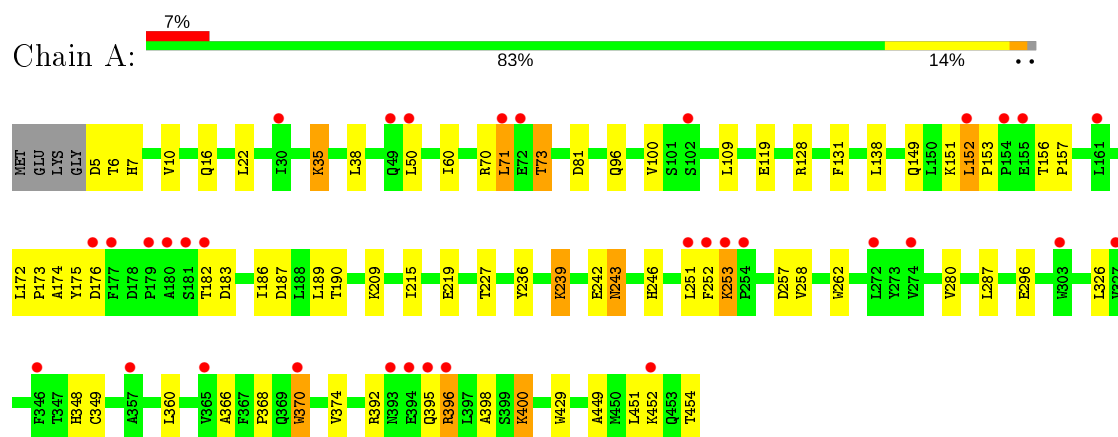 7%
Chain A:
83% 14% • •
MET GLU LYS GLY D5 T6 H7 V10 Q16 L22 I30 K35 L38 Q49 L50 I60 R70 L71 E72 T73 D81 Q96 V100 S101 S102 L109 E119 R128 F131 L138 Q149 L150 K151 L152 P153 P154 E155 T156 P157 L161
L172 P173 A174 Y175 D176 F177 D178 P179 A180 S181 T182 D183 I186 D187 L188 L189 T190 K209 I215 E219 T227 Y236 K239 E242 N243 H246 L251 F252 K253 P254 D257 V258 W262 L272 Y273 V274 V280 L287 E296 W303 L326
F346 T347 H348 C349 A357 L360 V365 A366 F367 P368 Q369 W370 V374 R392 N393 E394 Q395 R396 L397 A398 S399 K400 W429 A449 M450 L451 K452 Q453 T454